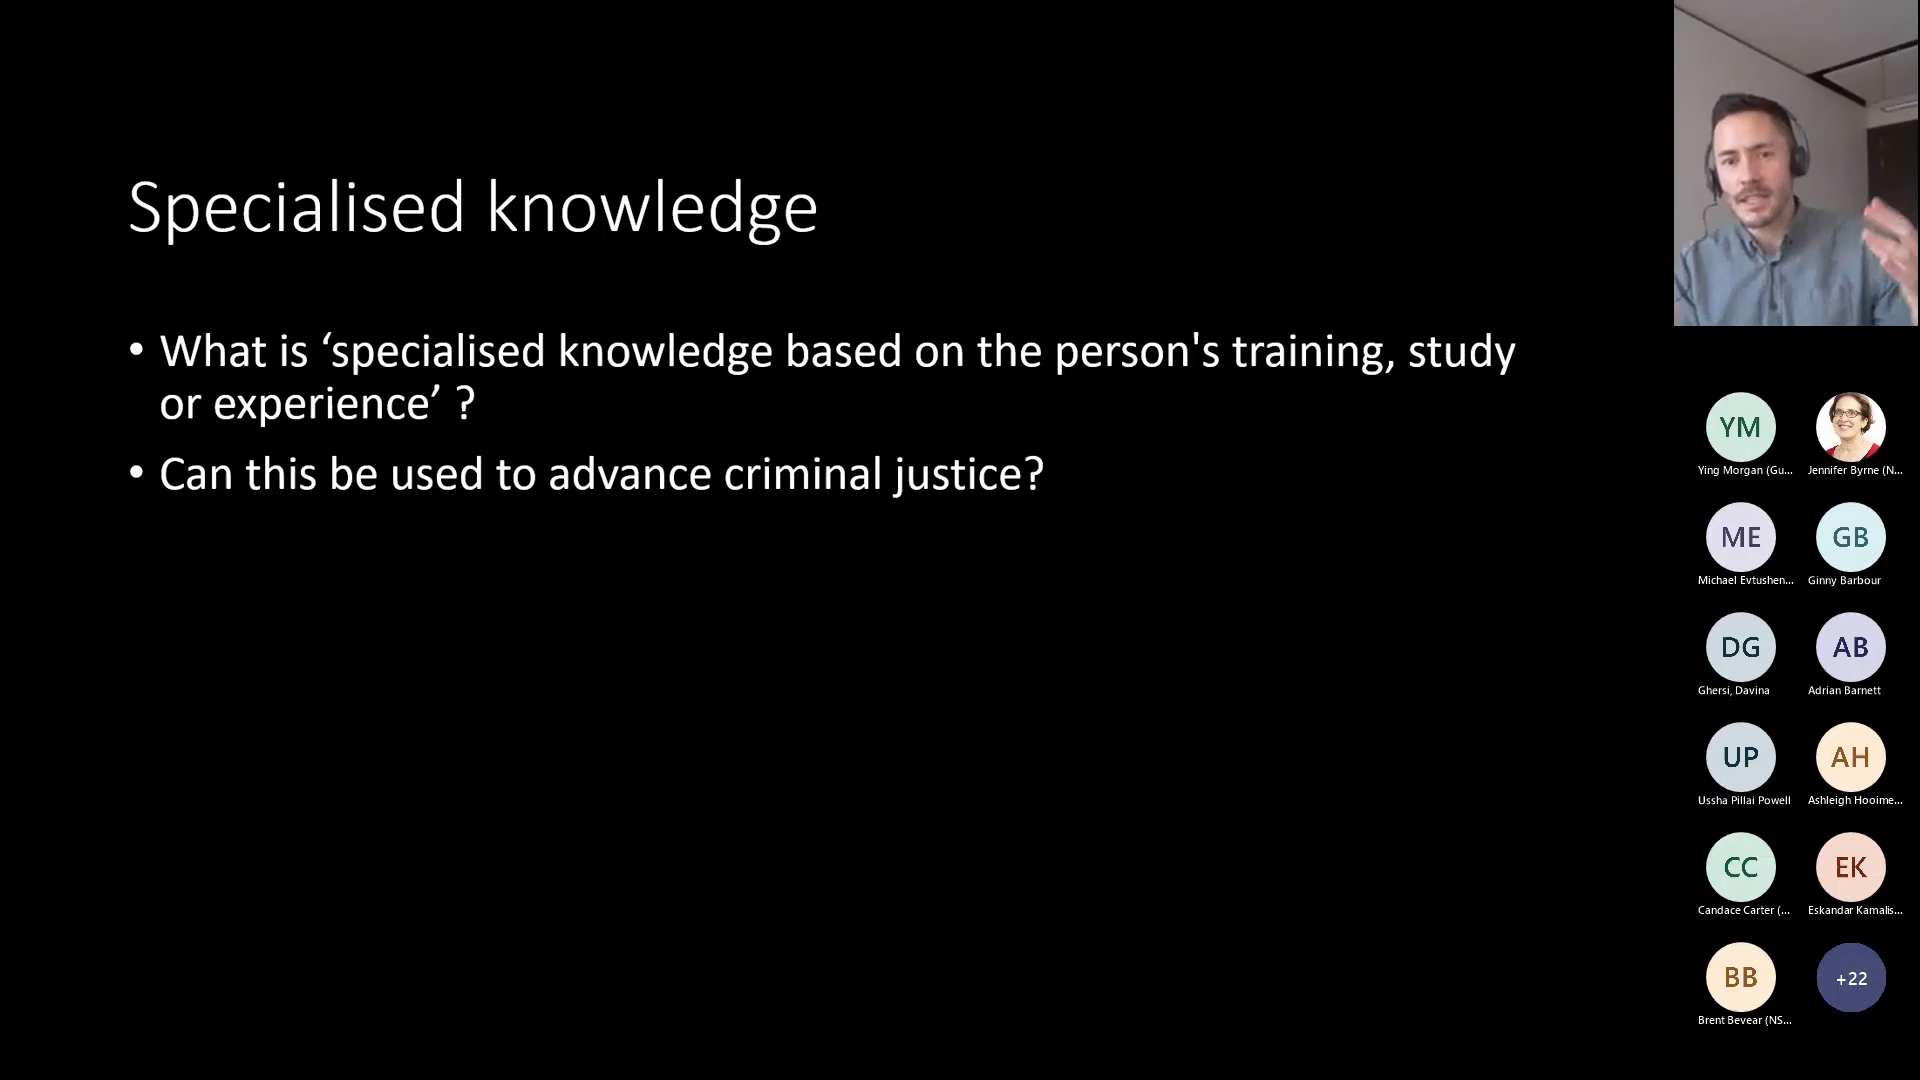 Specialised knowledge
• What is ‘specialised knowledge based on the person's training, study
or experience’ ?
• Can this be used to advance criminal justice?
YM
Ying Morgan (Gu...
Jennifer Byrne (N...
ME
Michael Evtushen...
GB
Ginny Barbour
DG
Ghersi, Davina
AB
Adrian Barnett
UP
Ussha Pillai Powell
AH
Ashleigh Hooime...
CC
Candace Carter (...
EK
Eskandar Kamalis...
BB
Brent Bevear (NS...
+22